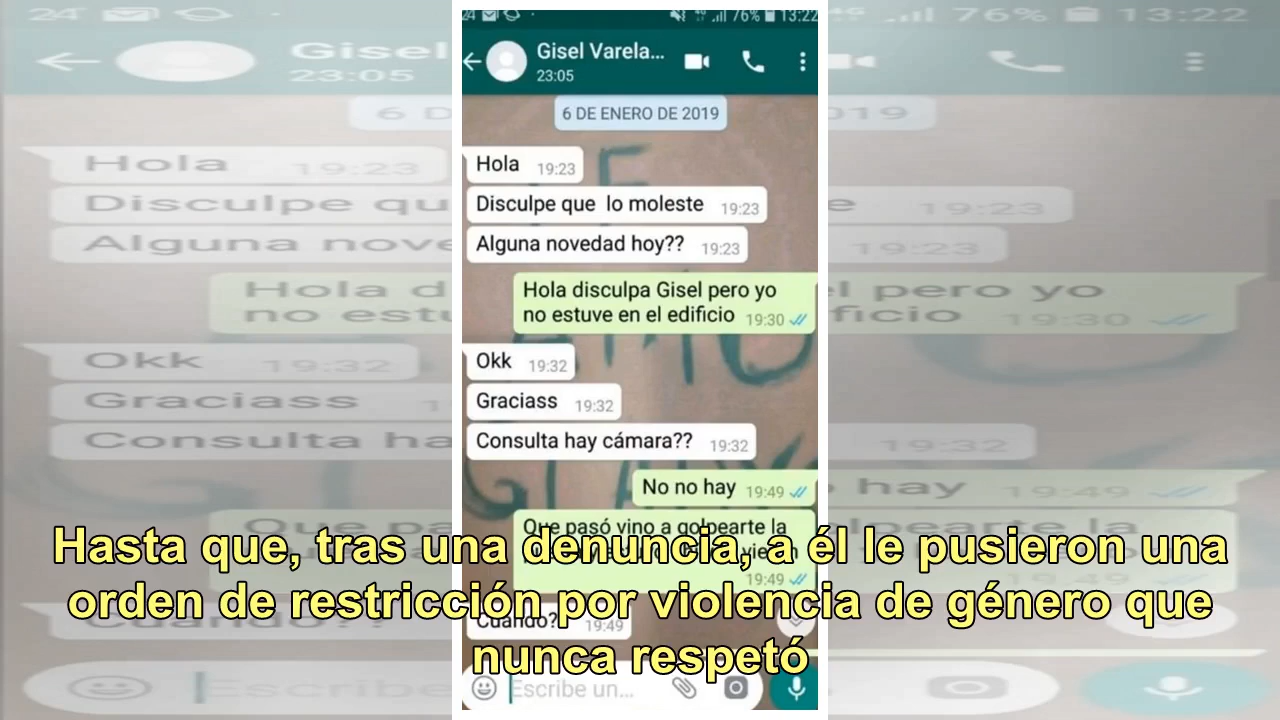 24 76% 13:22
Gisel Varela...
23:05
6 DE ENERO DE 2019
Hola 19:23
Disculpe que lo moleste 19:23
Alguna novedad hoy?? 19:23
Hola disculpa Gisel pero yo
no estuve en el edificio 19:30
Okk 19:32
Graciass 19:32
Consulta hay cámara?? 19:32
No no hay 19:49
Que pasó vino a golpearte la
19:49
Cuando? 19:49
Escribe un...
Hasta que, tras una denuncia, a él le pusieron una
orden de restricción por violencia de género que
nunca respetó